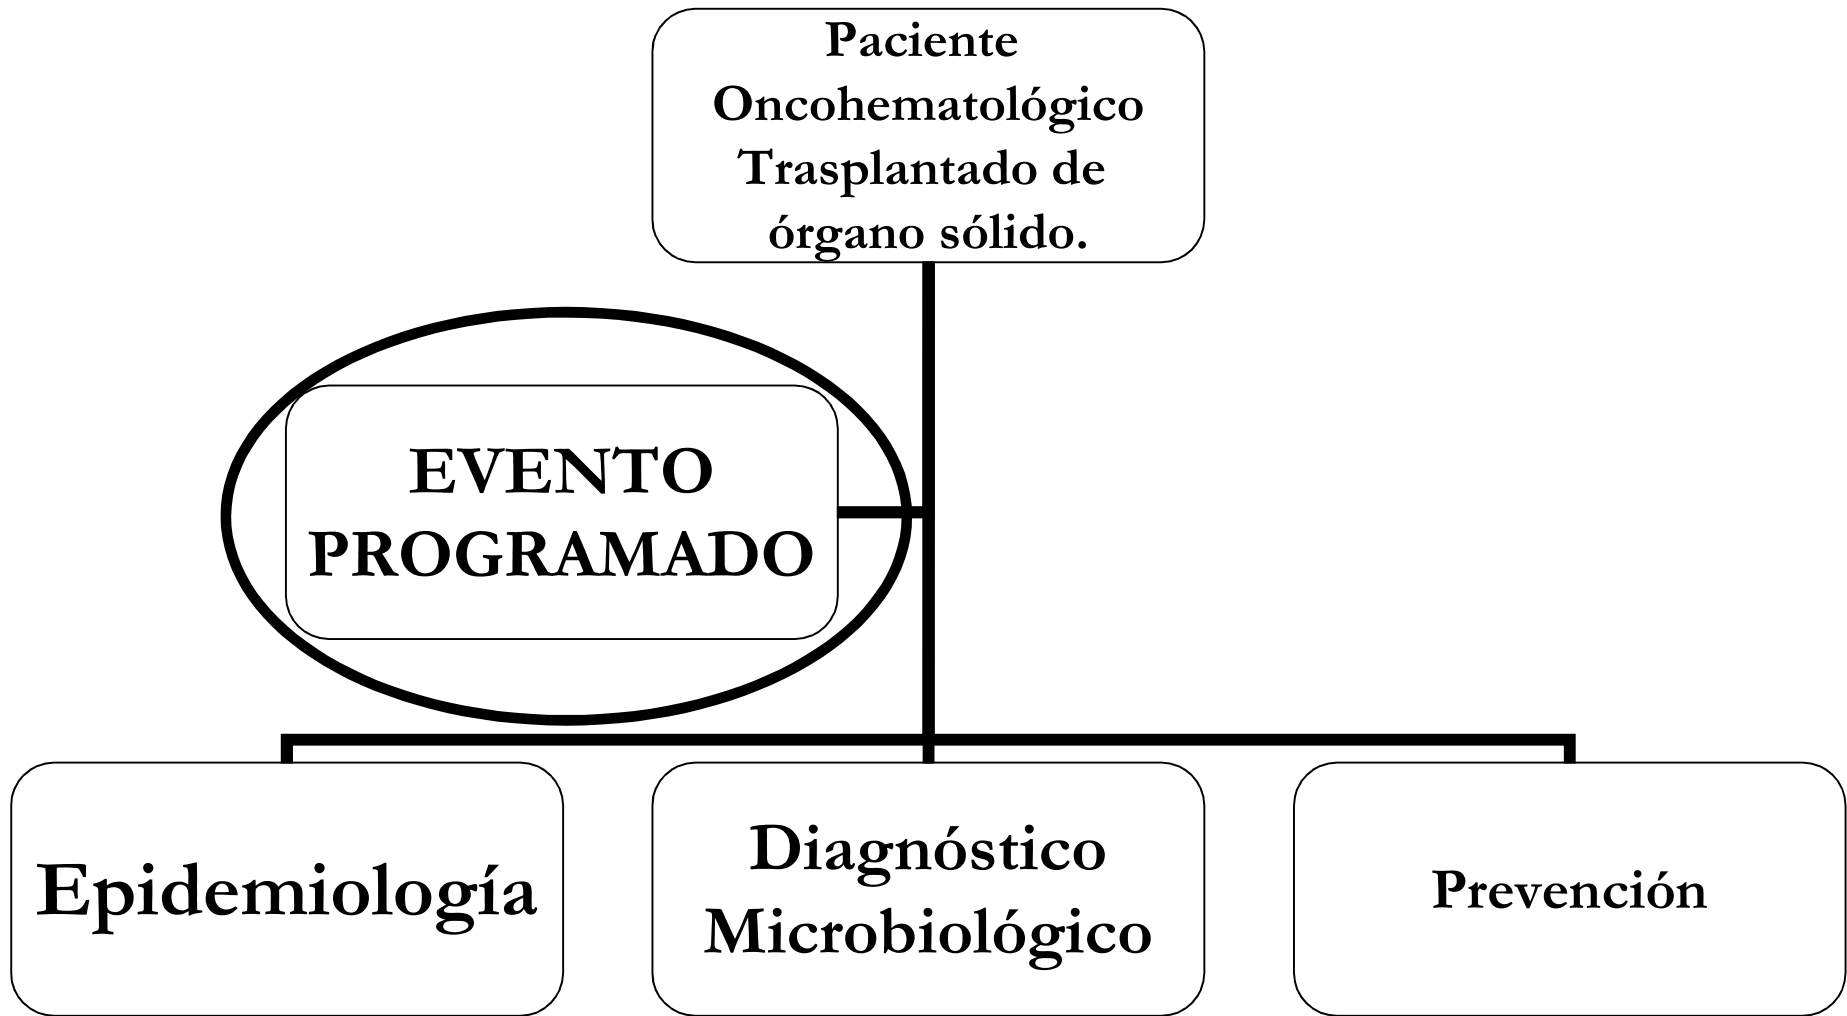 Paciente
Oncohematológico
Trasplantado de
órgano sólido.
EVENTO
PROGRAMADO
Epidemiología
Diagnóstico
Microbiológico
Prevención